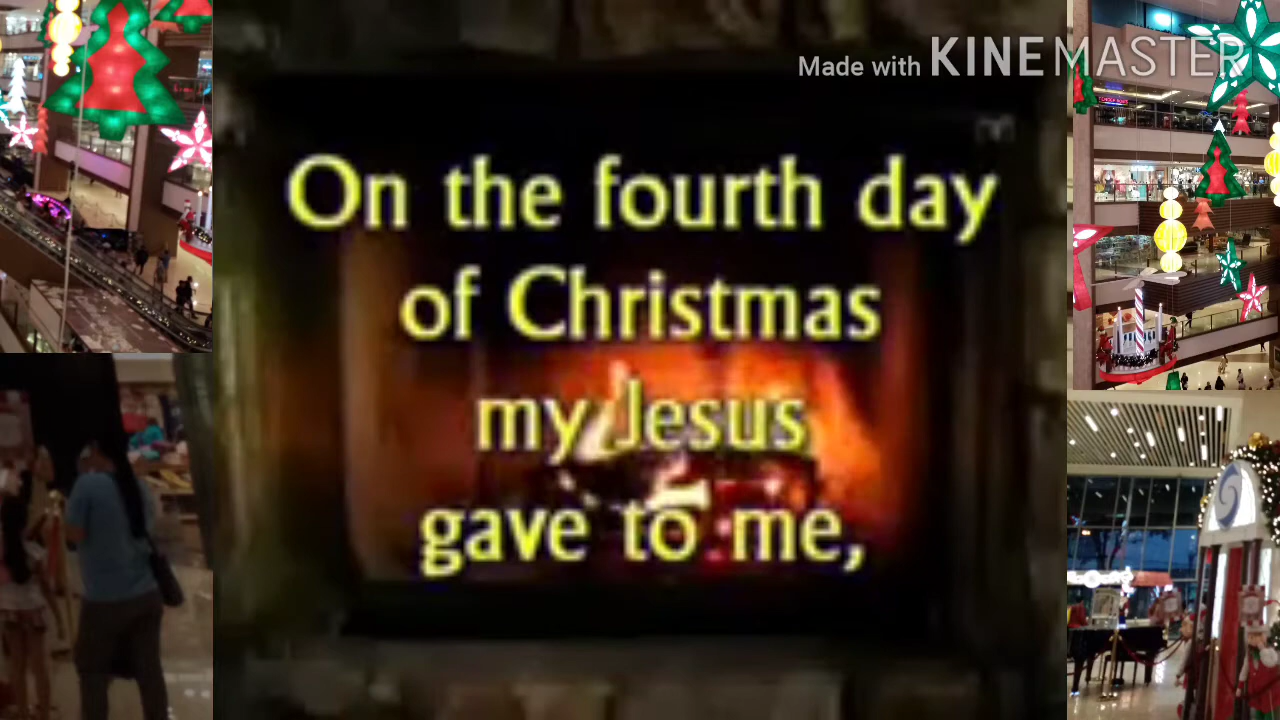 Made with KINEMASTER
On the fourth day
of Christmas
my Jesus
gave to me,